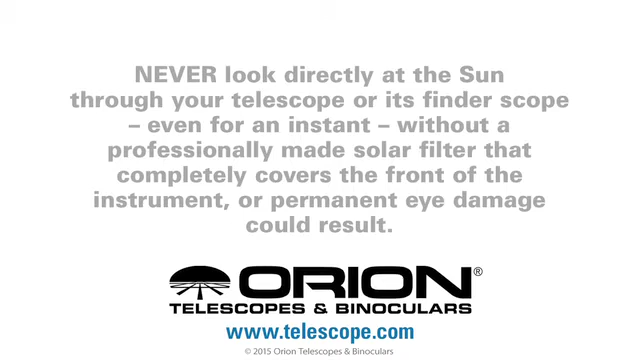 NEVER look directly at the Sun
through your telescope or its finder scope
– even for an instant – without a
professionally made solar filter that
completely covers the front of the
instrument, or permanent eye damage
could result.
ORION®
TELESCOPES & BINOCULARS
www.telescope.com
© 2015 Orion Telescopes & Binoculars